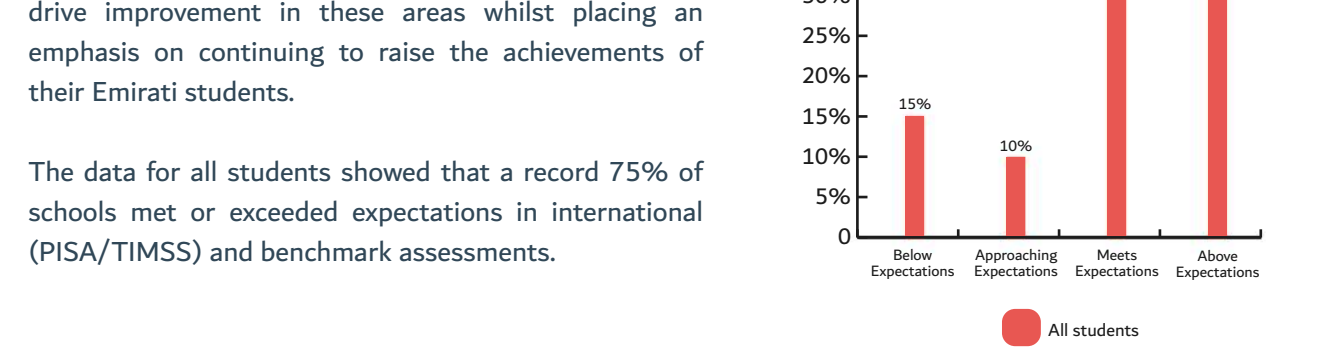 drive improvement in these areas whilst placing an
emphasis on continuing to raise the achievements of
their Emirati students.
The data for all students showed that a record 75% of
schools met or exceeded expectations in international
(PISA/TIMSS) and benchmark assessments.
25%
20%
15%
10%
5%
0
15%
10%
Below
Expectations
Approaching
Expectations
Meets
Expectations
Above
Expectations
All students